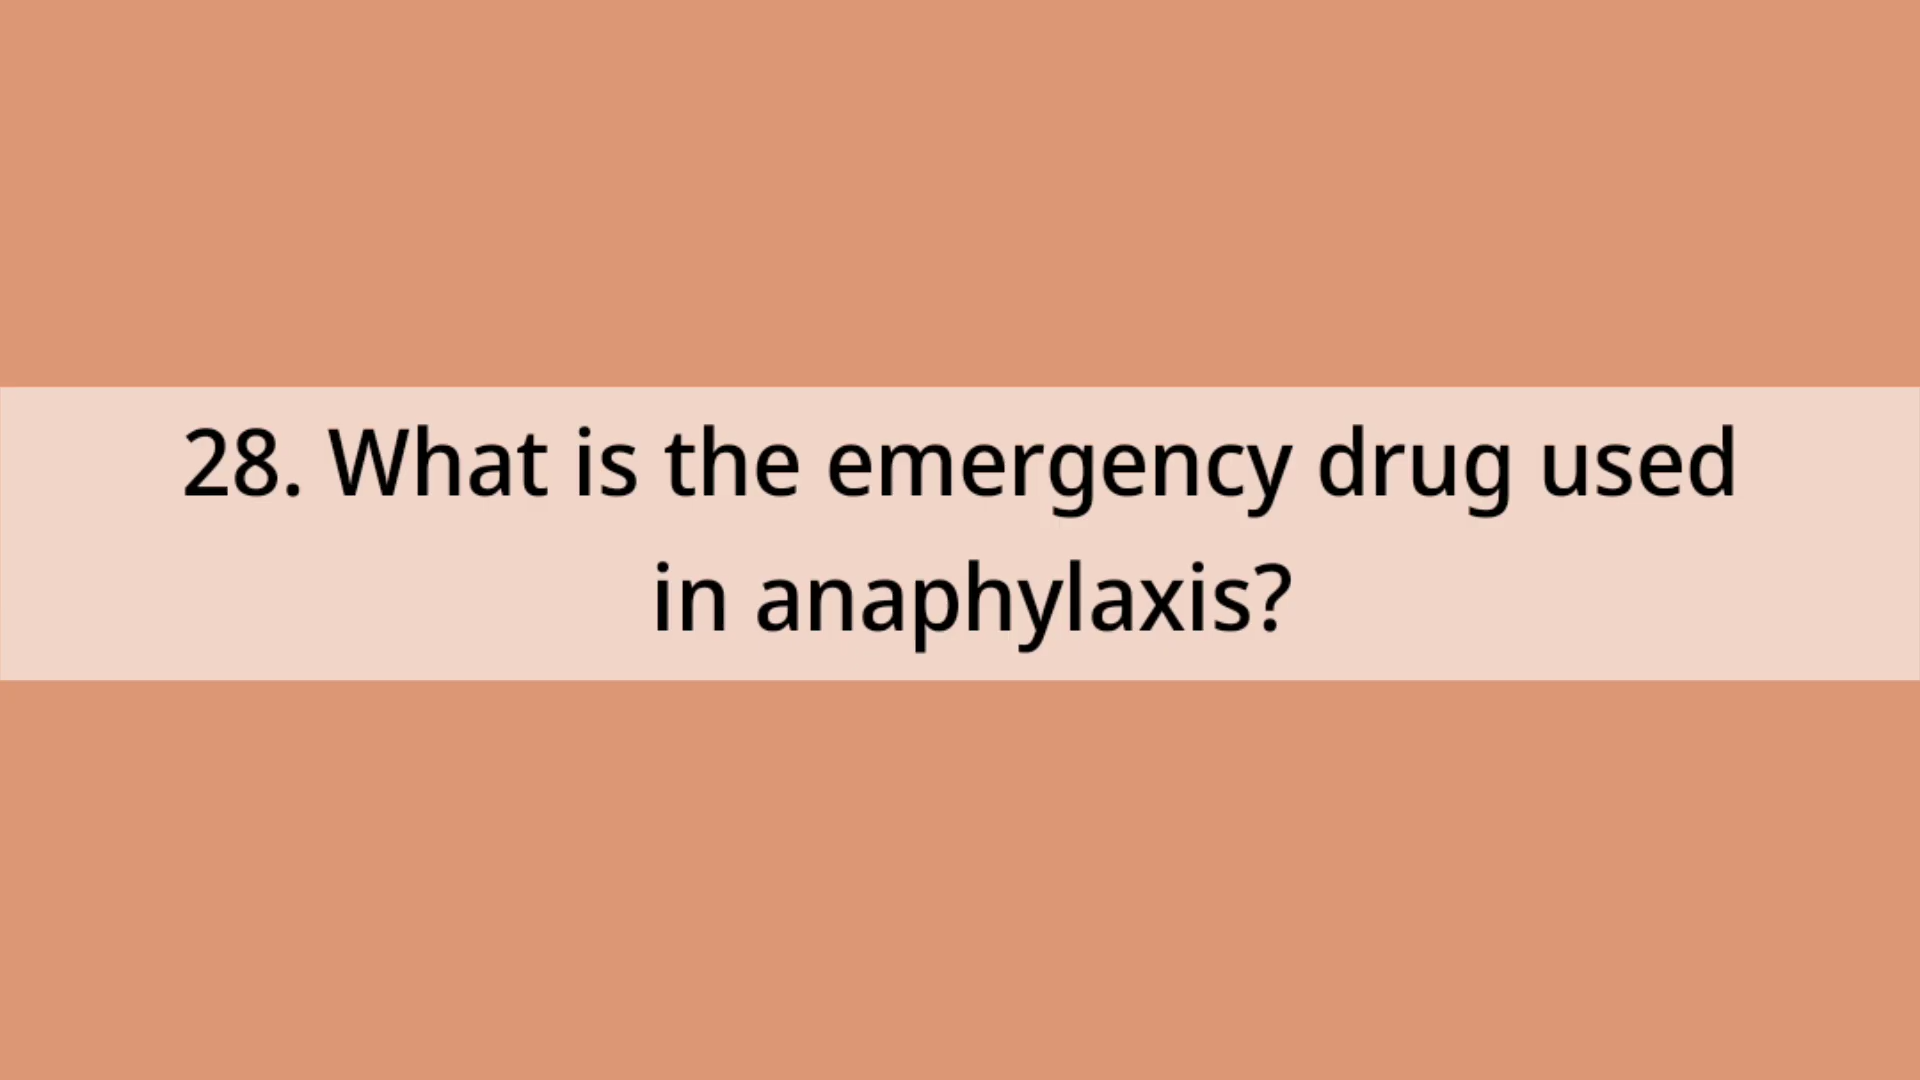 28. What is the emergency drug used
in anaphylaxis?